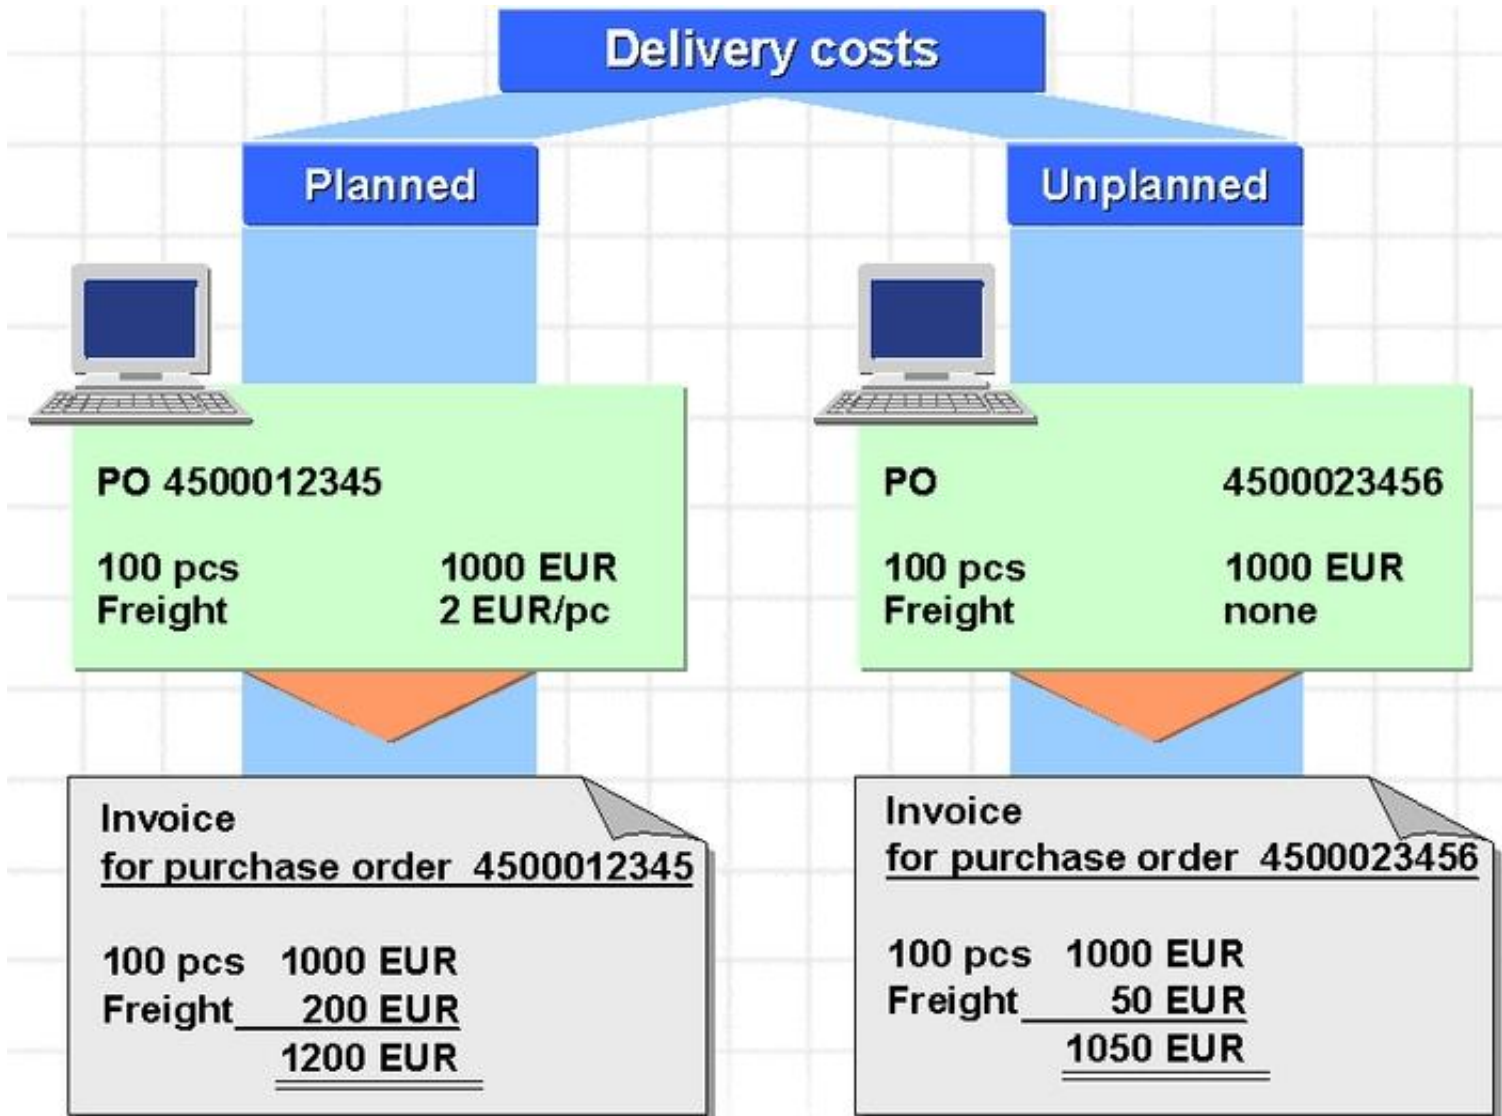 Delivery costs
Planned
Unplanned
PO 4500012345
100 pcs 1000 EUR
Freight 2 EUR/pc
PO 4500023456
100 pcs 1000 EUR
Freight none
Invoice
for purchase order 4500012345
100 pcs 1000 EUR
Freight 200 EUR
1200 EUR
Invoice
for purchase order 4500023456
100 pcs 1000 EUR
Freight 50 EUR
1050 EUR